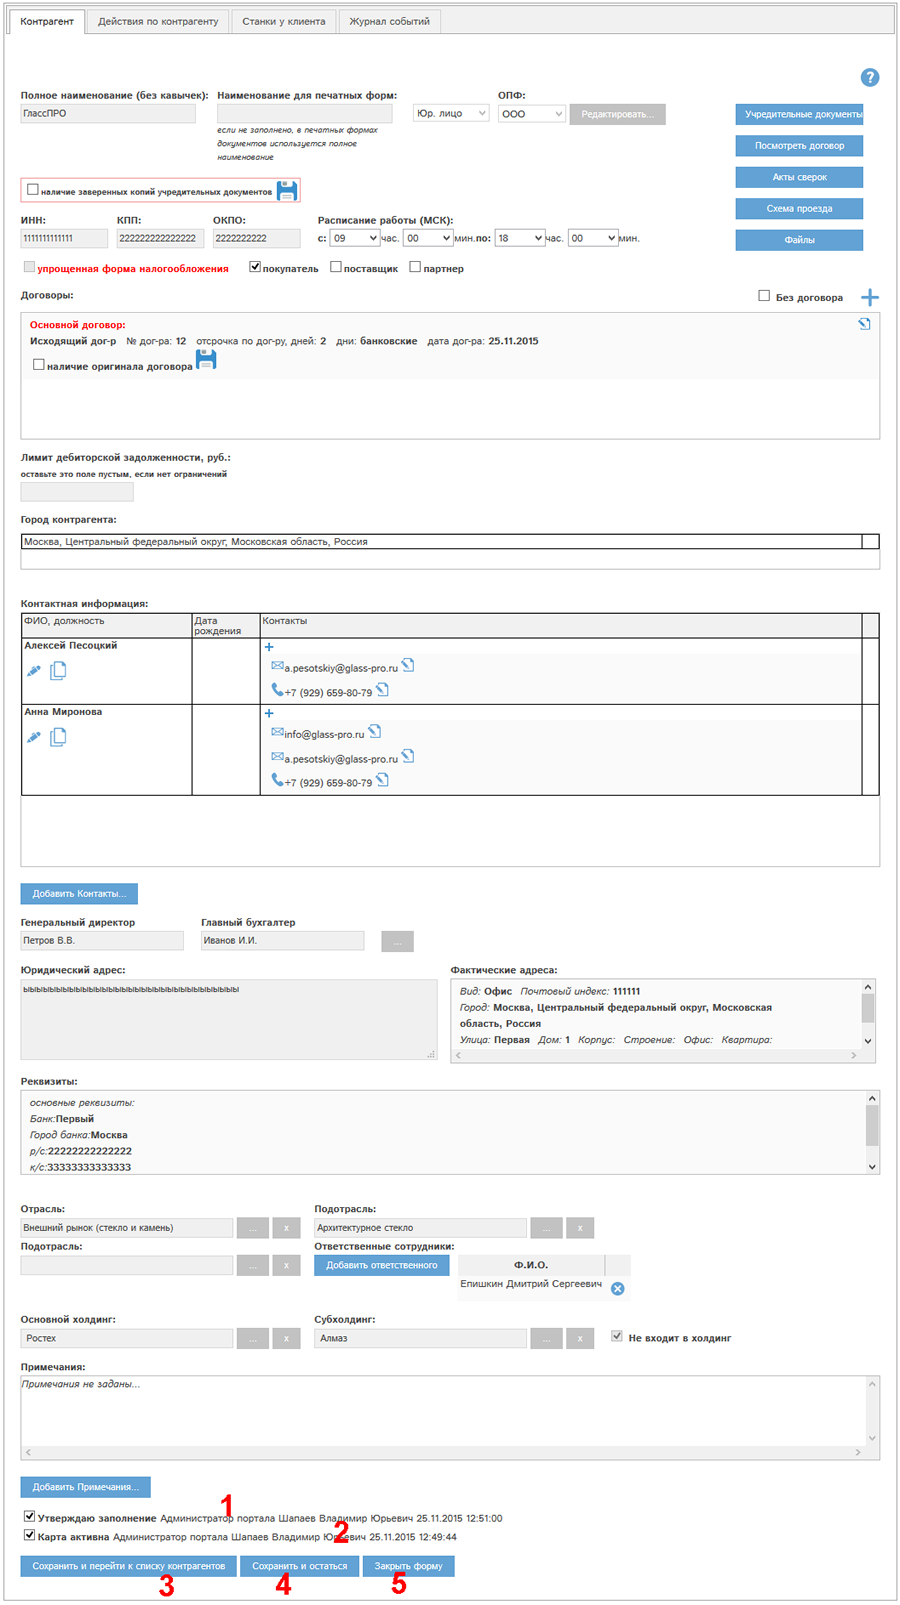 Контрагент Действия по контрагенту Станки у клиента Журнал событий
?
Полное наименование (без кавычек): Наименование для печатных форм: ОПФ:
ГлассПРО Юр. лицо ООО Редактировать... Учредительные документы
если не заполнено, в печатных формах
документов используется полное
наименование
Посмотреть договор
Акты сверок
наличие заверенных копий учредительных документов
Схема проезда
ИНН: КПП: ОКПО: Расписание работы (МСК):
1111111111111 222222222222222 2222222222 с: 09 час. 00 мин. по: 18 час. 00 мин. Файлы
упрощенная форма налогообложения покупатель поставщик партнер
Договоры: Без договора
Основной договор:
Исходящий дог-р № дог-ра: 12 отсрочка по дог-ру, дней: 2 дни: банковские дата дог-ра: 25.11.2015
наличие оригинала договора
Лимит дебиторской задолженности, руб.:
оставьте это поле пустым, если нет ограничений
Город контрагента:
Москва, Центральный федеральный округ, Московская область, Россия
Контактная информация:
ФИО, должность Дата рождения Контакты
Алексей Песоцкий
a.pesotskiy@glass-pro.ru
+7 (929) 659-80-79
Анна Миронова
info@glass-pro.ru
a.pesotskiy@glass-pro.ru
+7 (929) 659-80-79
Добавить Контакты...
Генеральный директор Главный бухгалтер
Петров В.В. Иванов И.И. ...
Юридический адрес: Фактические адреса:
Вид: Офис Почтовый индекс: 111111
Город: Москва, Центральный федеральный округ, Московская
область, Россия
Улица: Первая Дом: 1 Корпус: Строение: Офис: Квартира:
Реквизиты:
основные реквизиты:
Банк:Первый
Город банка:Москва
р/с:22222222222222
к/с:33333333333333
Отрасль: Подотрасль:
Внешний рынок (стекло и камень) ... x Архитектурное стекло ... x
Подотрасль: Ответственные сотрудники:
... x Добавить ответственного Ф.И.О.
Епишкин Дмитрий Сергеевич
Основной холдинг: Субхолдинг:
Ростех ... x Алмаз ... x Не входит в холдинг
Примечания:
Примечания не заданы...
Добавить Примечания...
1
Утверждаю заполнение Администратор портала Шапаев Владимир Юрьевич 25.11.2015 12:51:00
2
Карта активна Администратор портала Шапаев Владимир Юрьевич 25.11.2015 12:49:44
Сохранить и перейти к списку контрагентов Сохранить и остаться Закрыть форму
3 4 5